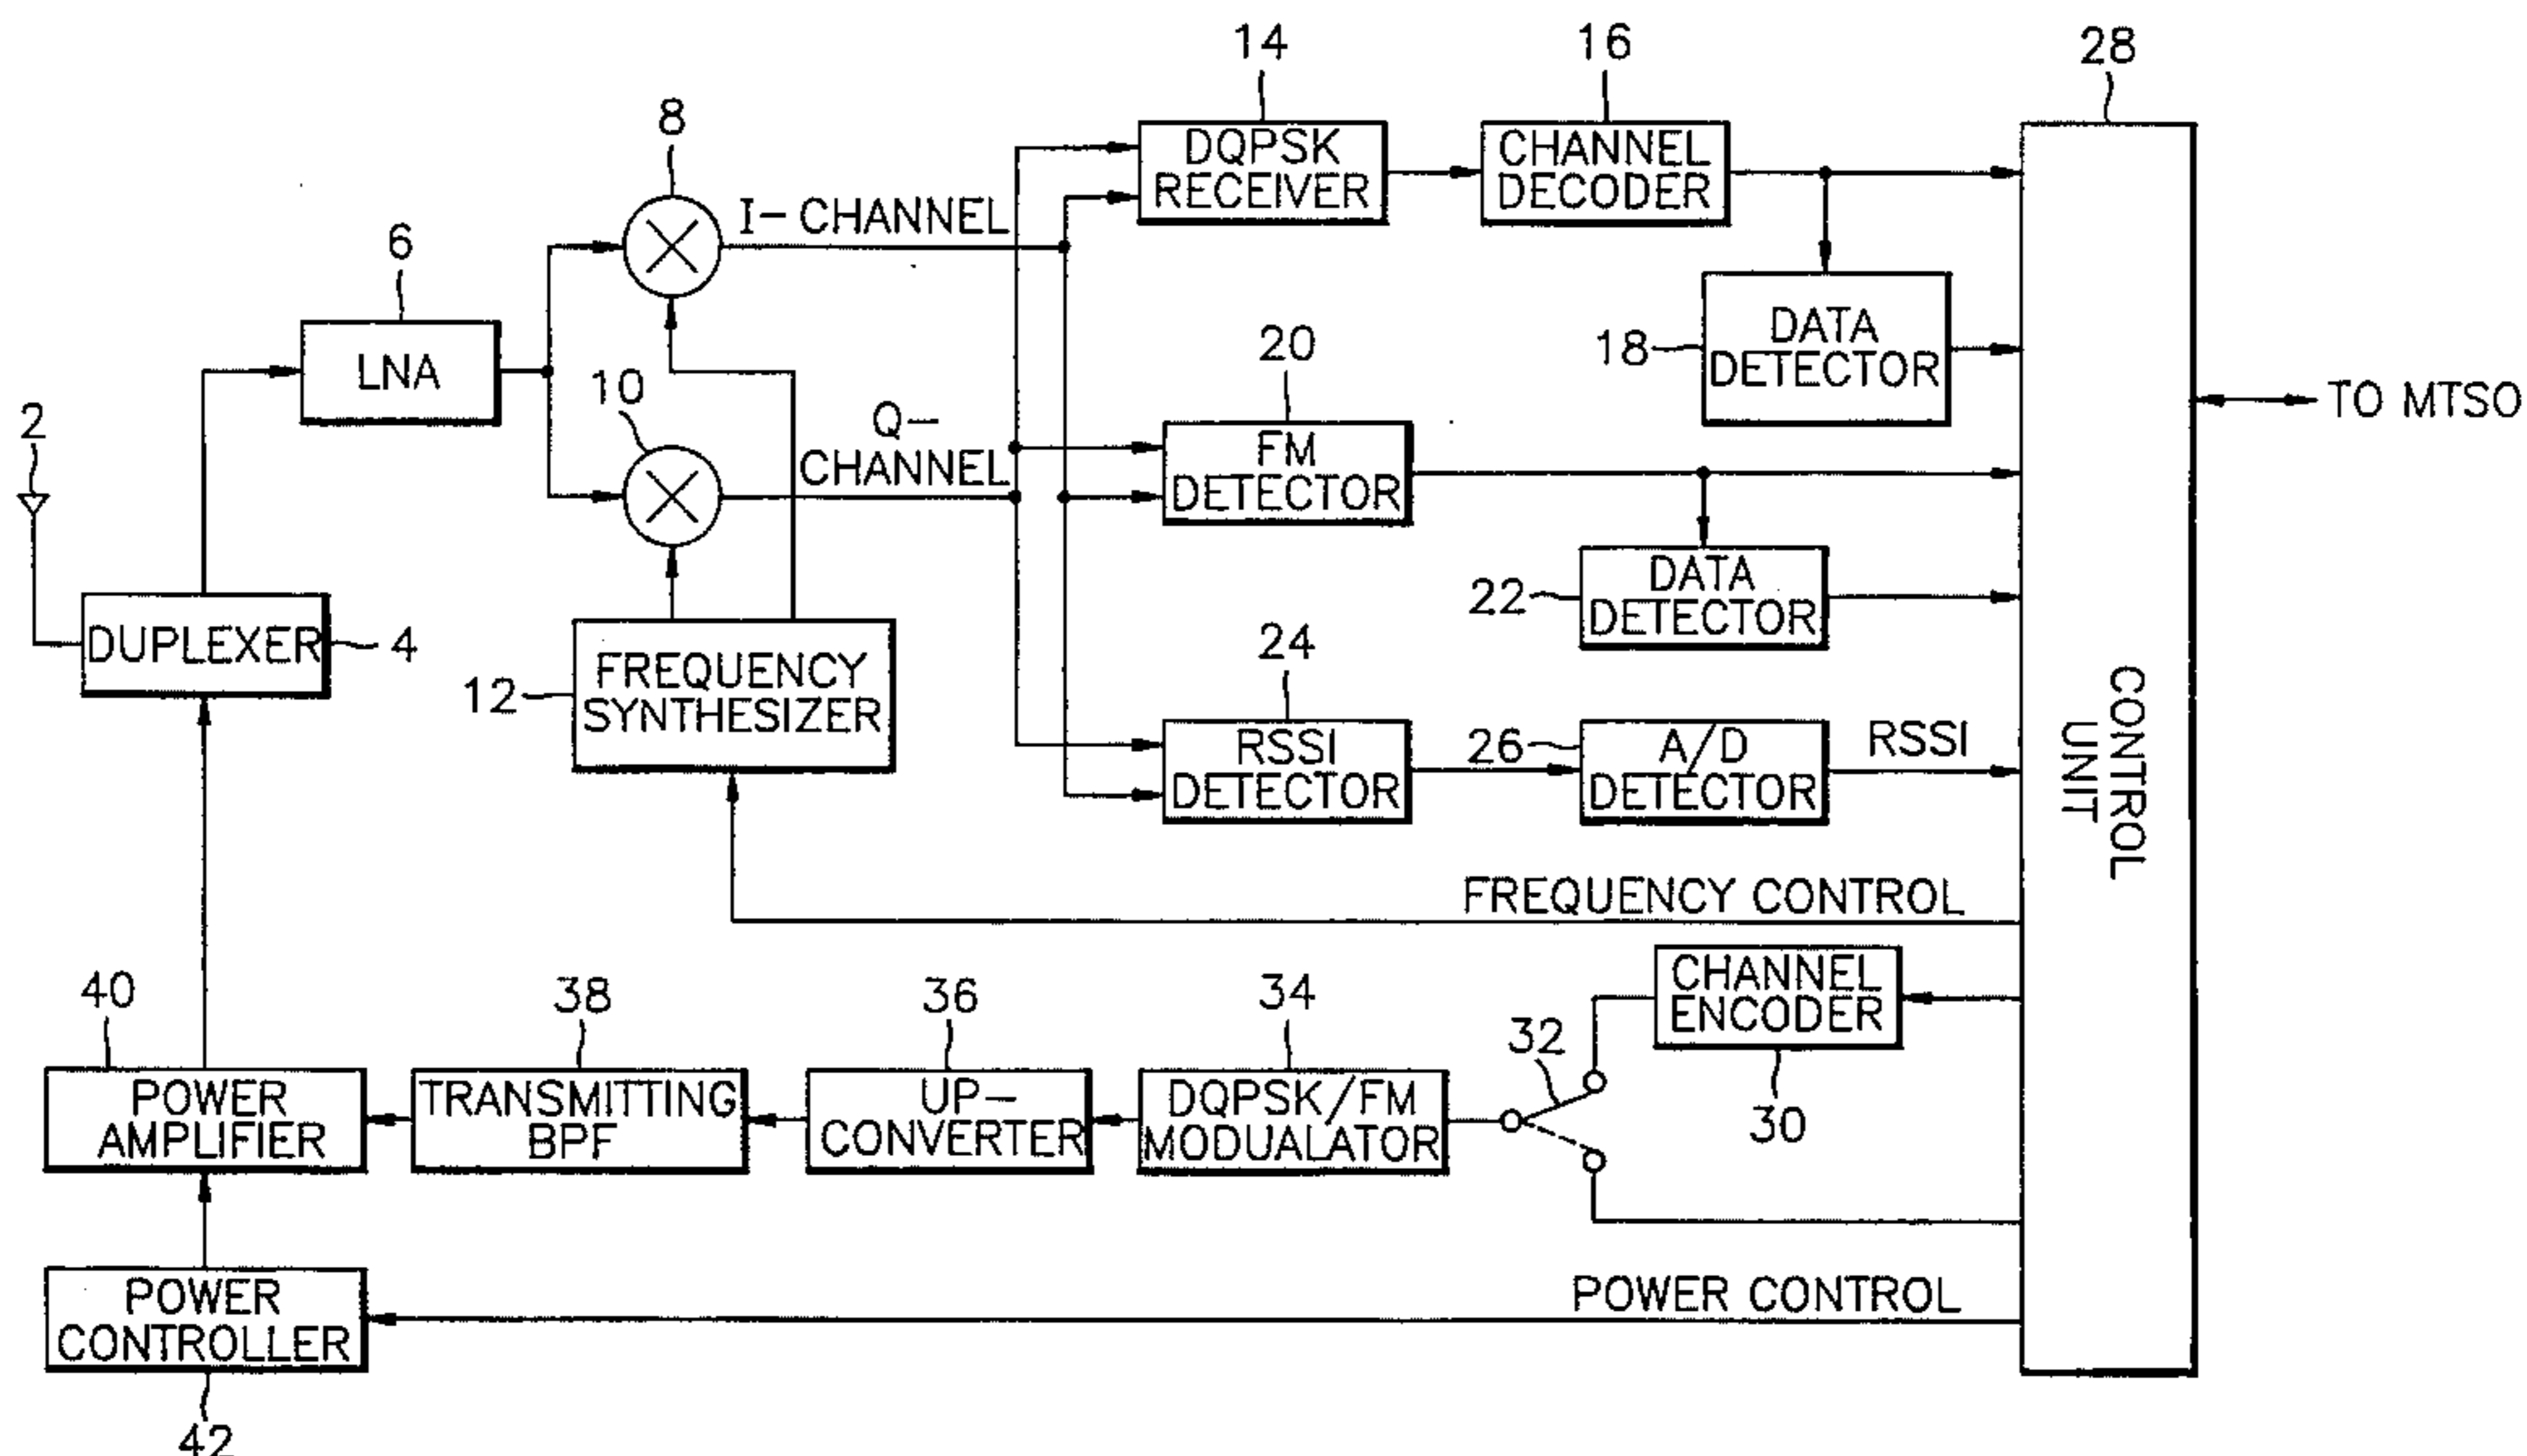 14
16
28
8
DQPSK
RECEIVER
CHANNEL
DECODER
I- CHANNEL
6
LNA
20
18
DATA
DETECTOR
10
Q-
CHANNEL
FM
DETECTOR
TO MTSO
2
22
DATA
DETECTOR
DUPLEXER
4
12
FREQUENCY
SYNTHESIZER
24
RSSI
DETECTOR
26
A/D
DETECTOR
RSSI
CONTROL
UNIT
FREQUENCY CONTROL
CHANNEL
ENCODER
30
40
38
36
34
32
POWER
AMPLIFIER
TRANSMITTING
BPF
UP-
CONVERTER
DQPSK/FM
MODUALATOR
POWER CONTROL
POWER
CONTROLLER
42